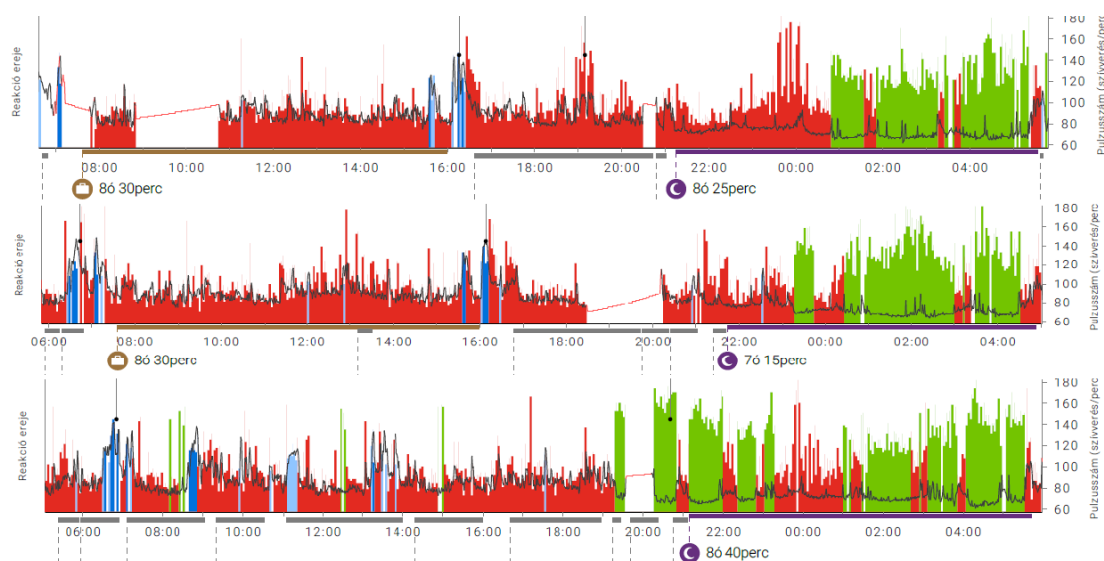 Reakció ereje
180
160
140
120
100
80
60
Pulzusszám (szívverés/perc
08:00 10:00 12:00 14:00 16:00 18:00 20:00 22:00 00:00 02:00 04:00
8ó 30perc 8ó 25perc
Reakció ereje
180
160
140
120
100
80
60
Pulzusszám (szívverés/perc
06:00 08:00 10:00 12:00 14:00 16:00 18:00 20:00 22:00 00:00 02:00 04:00
8ó 30perc 7ó 15perc
Reakció ereje
180
160
140
120
100
80
60
Pulzusszám (szívverés/perc
06:00 08:00 10:00 12:00 14:00 16:00 18:00 20:00 22:00 00:00 02:00 04:00
8ó 40perc